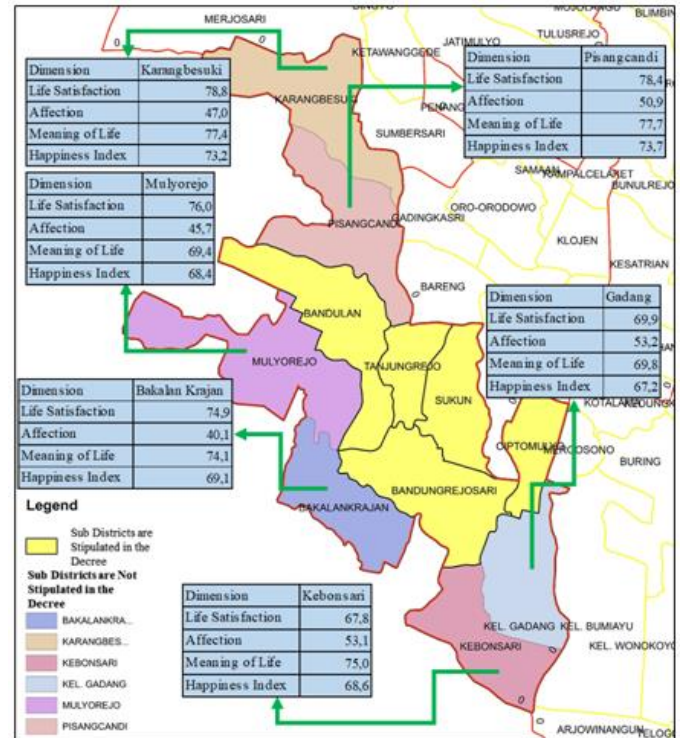 MERJOSARI
BLIMBIN
TULUSREJO
JATIMULYO
KETAWANGGEDE
Dimension Karangbesuki
Life Satisfaction 78,8
Affection 47,0
Meaning of Life 77,4
Happiness Index 73,2
Dimension Pisangcandi
Life Satisfaction 78,4
Affection 50,9
Meaning of Life 77,7
Happiness Index 73,7
SUMBERSARI
Dimension Mulyorejo
Life Satisfaction 76,0
Affection 45,7
Meaning of Life 69,4
Happiness Index 68,4
BUNULREJO
ORO-ORODOWO
PISANGCANDI
GADINGKASRI
KLOJEN
KESATRIAN
BARENG
BANDULAN
MULYOREJO
TANJUNGREJO
SUKUN
Dimension Gadang
Life Satisfaction 69,9
Affection 53,2
Meaning of Life 69,8
Happiness Index 67,2
Dimension Bakalan Krajan
Life Satisfaction 74,9
Affection 40,1
Meaning of Life 74,1
Happiness Index 69,1
CIPTOMULYO
BURING
BANDUNGREJOSARI
BAKALANKRAJAN
Legend
Sub Districts are
Stipulated in the
Decree
Sub Districts are Not
Stipulated in the
Decree
BAKALANKRA...
KARANGBES...
KEBONSARI
KEL. GADANG
MULYOREJO
PISANGCANDI
Dimension Kebonsari
Life Satisfaction 67,8
Affection 53,1
Meaning of Life 75,0
Happiness Index 68,6
KEL. GADANG
KEL. BUMIAYU
KEBONSARI
KEL. WONOKOYO
ARJOWINANGUN